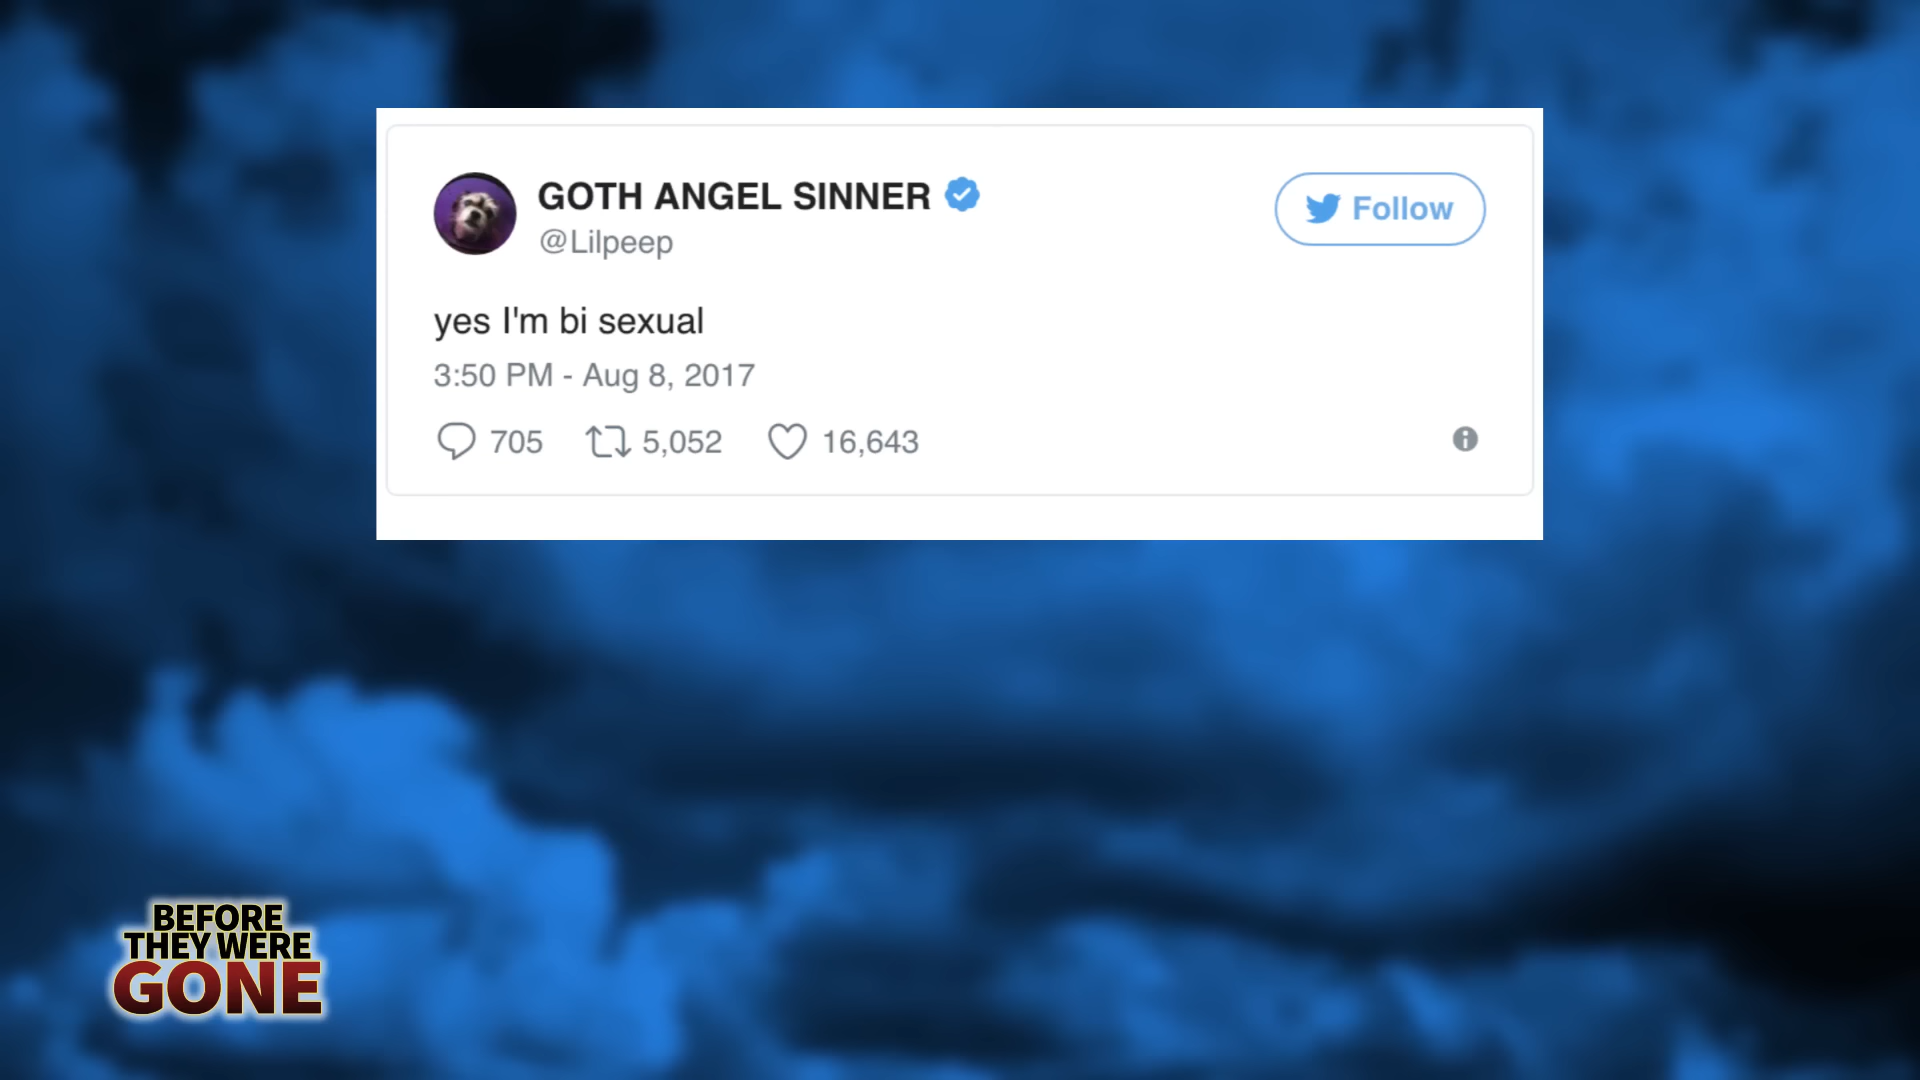 GOTH ANGEL SINNER
@Lilpeep
Follow
yes I'm bi sexual
3:50 PM - Aug 8, 2017
705 5,052 16,643
BEFORE
THEY WERE
GONE